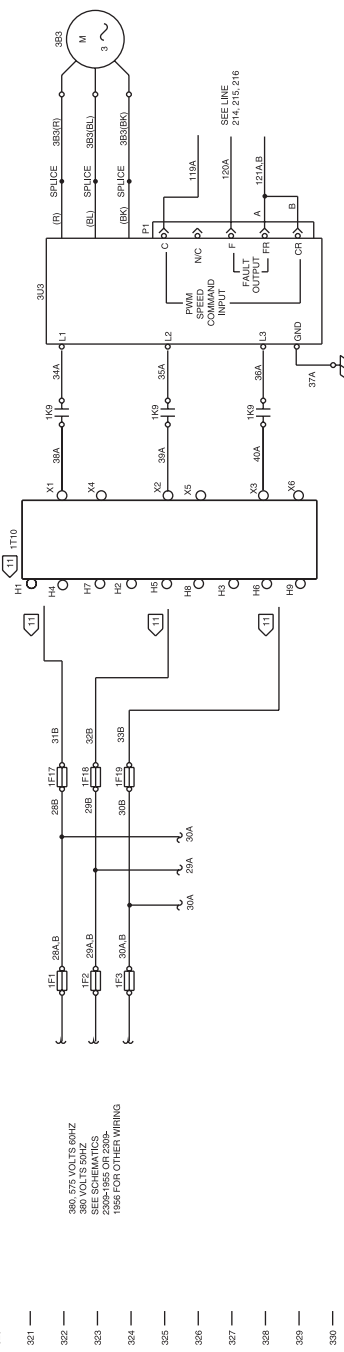 3B3
M
3
3U3
P1
(R)
SPLICE
3B3(R)
(BL)
SPLICE
3B3(BL)
(BK)
SPLICE
3B3(BK)
C
119A
N/C
F
120A
SEE LINE
214, 215, 216
A
121A,B
FR
B
CR
PWM
SPEED
COMMAND
INPUT
FAULT
OUTPUT
L1
L2
L3
GND
34A
35A
36A
37A
1K9
1K9
1K9
38A
39A
40A
11
1T10
X1
X4
X2
X5
X3
X6
H1
H4
H7
H2
H5
H8
H3
H6
H9
11
11
11
31B
32B
33B
1F17
1F18
1F19
28B
29B
30B
30A
29A
30A
28A,B
29A,B
30A,B
1F1
1F2
1F3
380, 575 VOLTS 60HZ
380 VOLTS 50HZ
SEE SCHEMATICS
2309-1955 OR 2309-
1956 FOR OTHER WIRING
321
322
323
324
325
326
327
328
329
330